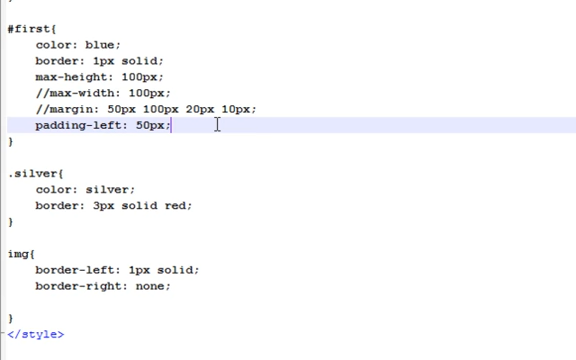 }
#first{
color: blue;
border: 1px solid;
max-height: 100px;
//max-width: 100px;
//margin: 50px 100px 20px 10px;
padding-left: 50px;
}
.silver{
color: silver;
border: 3px solid red;
}
img{
border-left: 1px solid;
border-right: none;
}
</style>